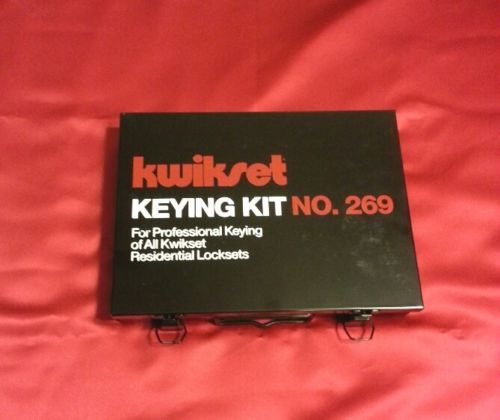 kwikset
KEYING KIT NO. 269
For Professional Keying
of All Kwikset
Residential Locksets